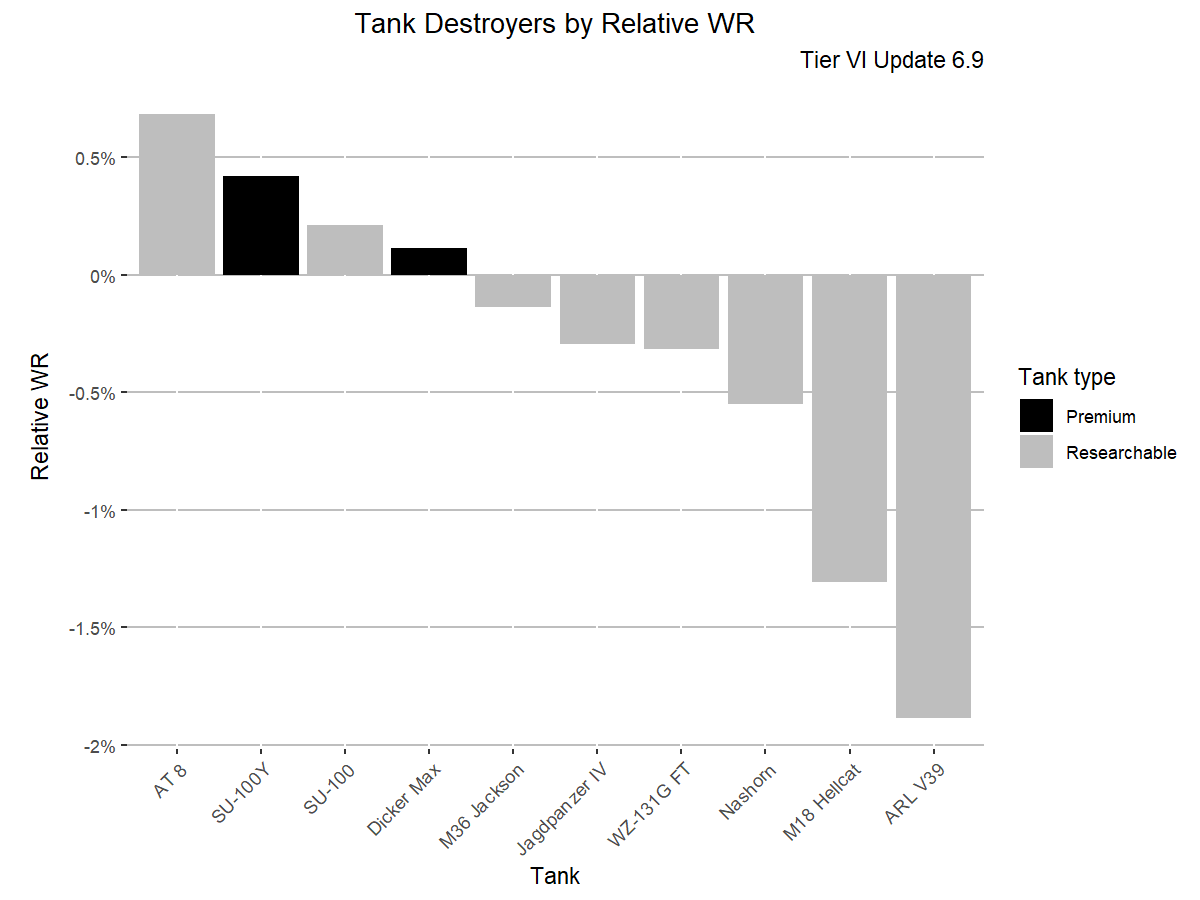 Tank Destroyers by Relative WR
Tier VI Update 6.9
0.5%
0%
-0.5%
-1%
-1.5%
-2%
Relative WR
AT 8
SU-100Y
SU-100
Dicker Max
M36 Jackson
Jagdpanzer IV
WZ-131G FT
Nashorn
M18 Hellcat
ARL V39
Tank
Tank type
Premium
Researchable